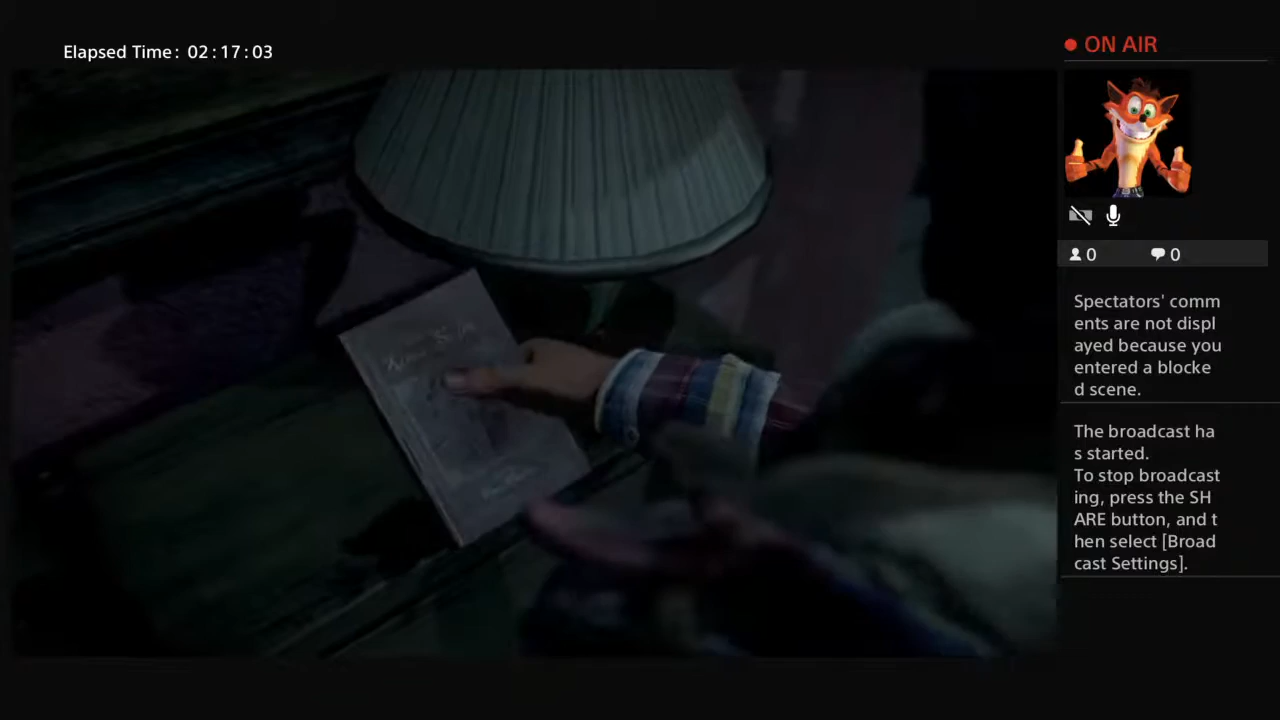 Elapsed Time: 02:17:03
ON AIR
0
0
Spectators' comm
ents are not displ
ayed because you
entered a blocke
d scene.
The broadcast ha
s started.
To stop broadcast
ing, press the SH
ARE button, and t
hen select [Broad
cast Settings].